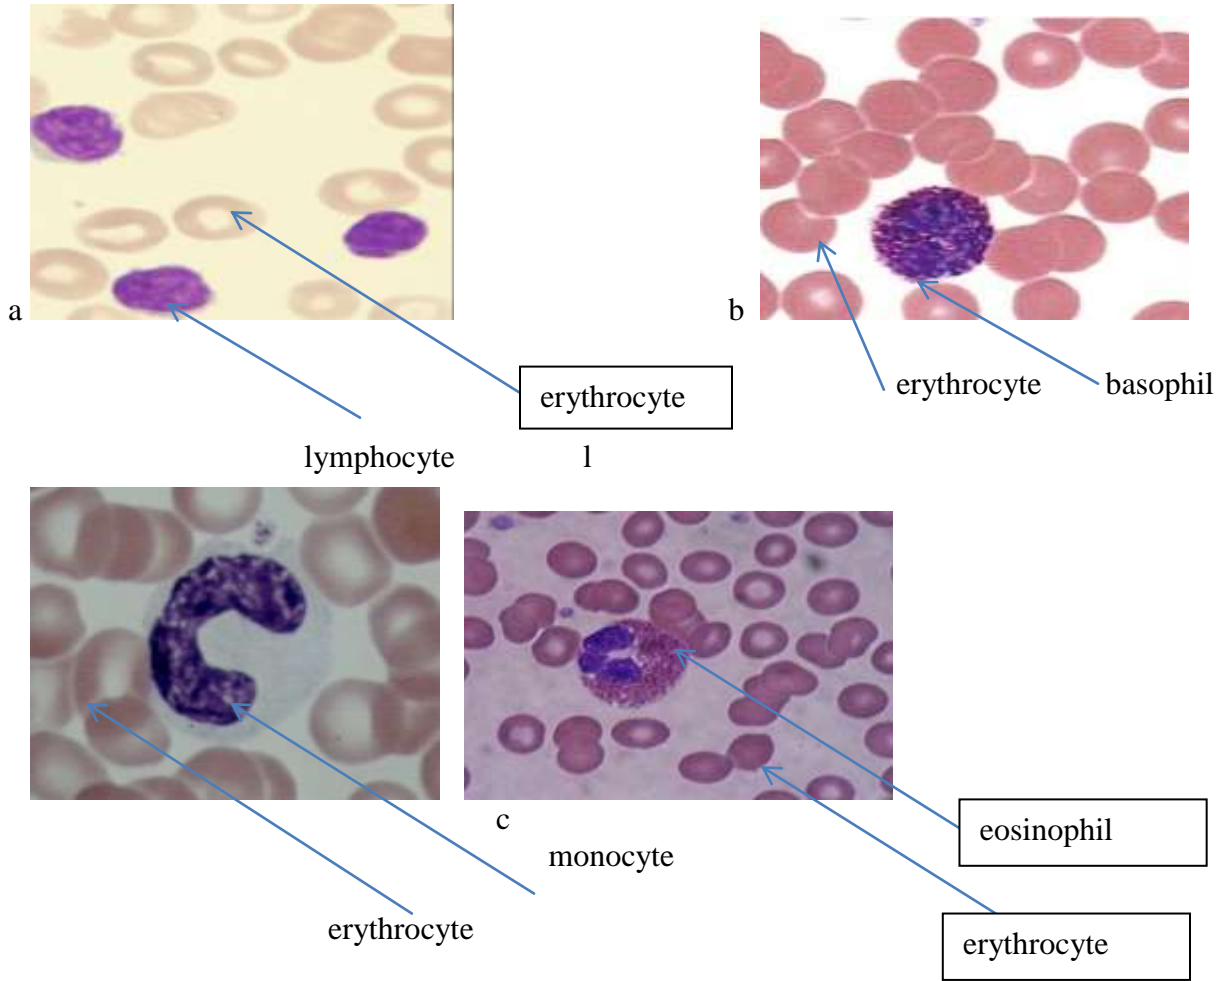 a
b
erythrocyte
erythrocyte
basophil
lymphocyte
l
c
eosinophil
monocyte
erythrocyte
erythrocyte